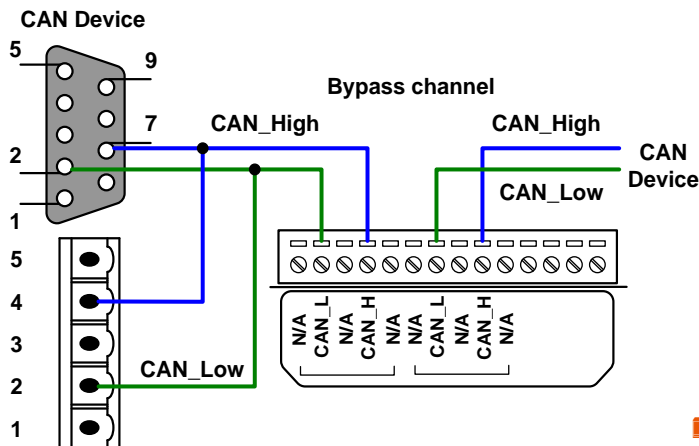 CAN Device
5
9
Bypass channel
7
CAN_High
CAN_High
CAN
Device
2
CAN_Low
1
5
4
3
CAN_Low
2
1
N/A
CAN_L
N/A
CAN_H
N/A
N/A
CAN_L
N/A
CAN_H
N/A